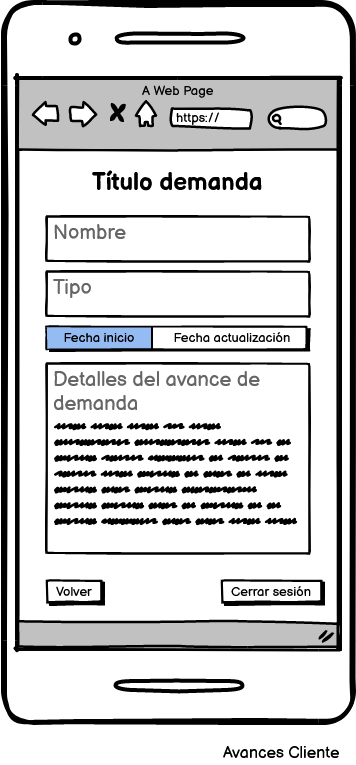 A Web Page
https://
Título demanda
Nombre
Tipo
Fecha inicio Fecha actualización
Detalles del avance de
demanda
Volver Cerrar sesión
Avances Cliente